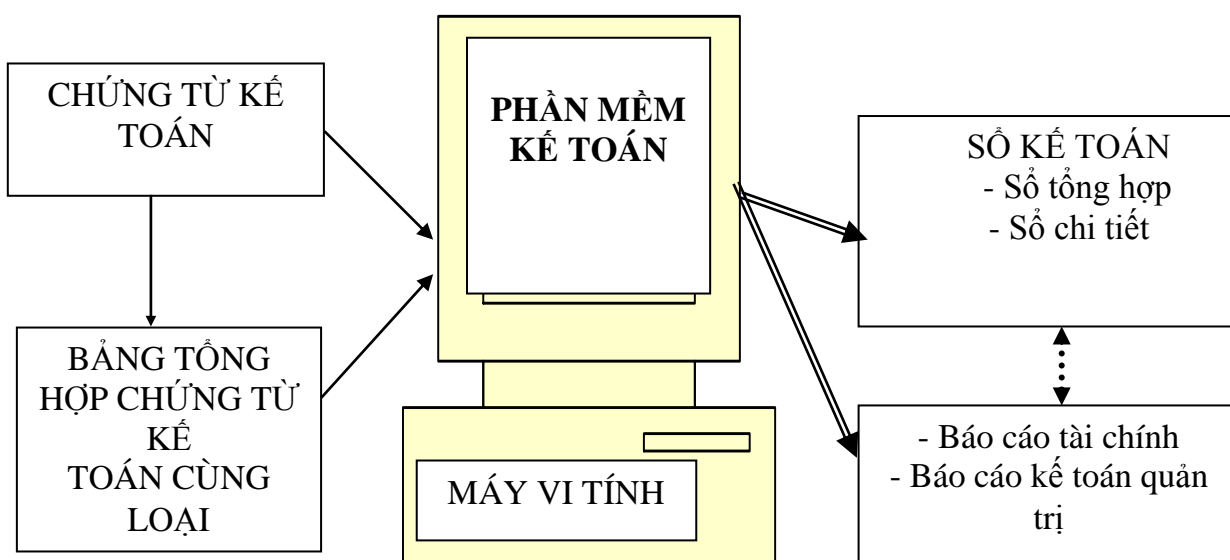 CHỨNG TỪ KẾ
TOÁN
BẢNG TỔNG
HỢP CHỨNG TỪ
KẾ
TOÁN CÙNG
LOẠI
PHẦN MỀM
KẾ TOÁN
MÁY VI TÍNH
SỔ KẾ TOÁN
- Sổ tổng hợp
- Sổ chi tiết
- Báo cáo tài chính
- Báo cáo kế toán quản
trị